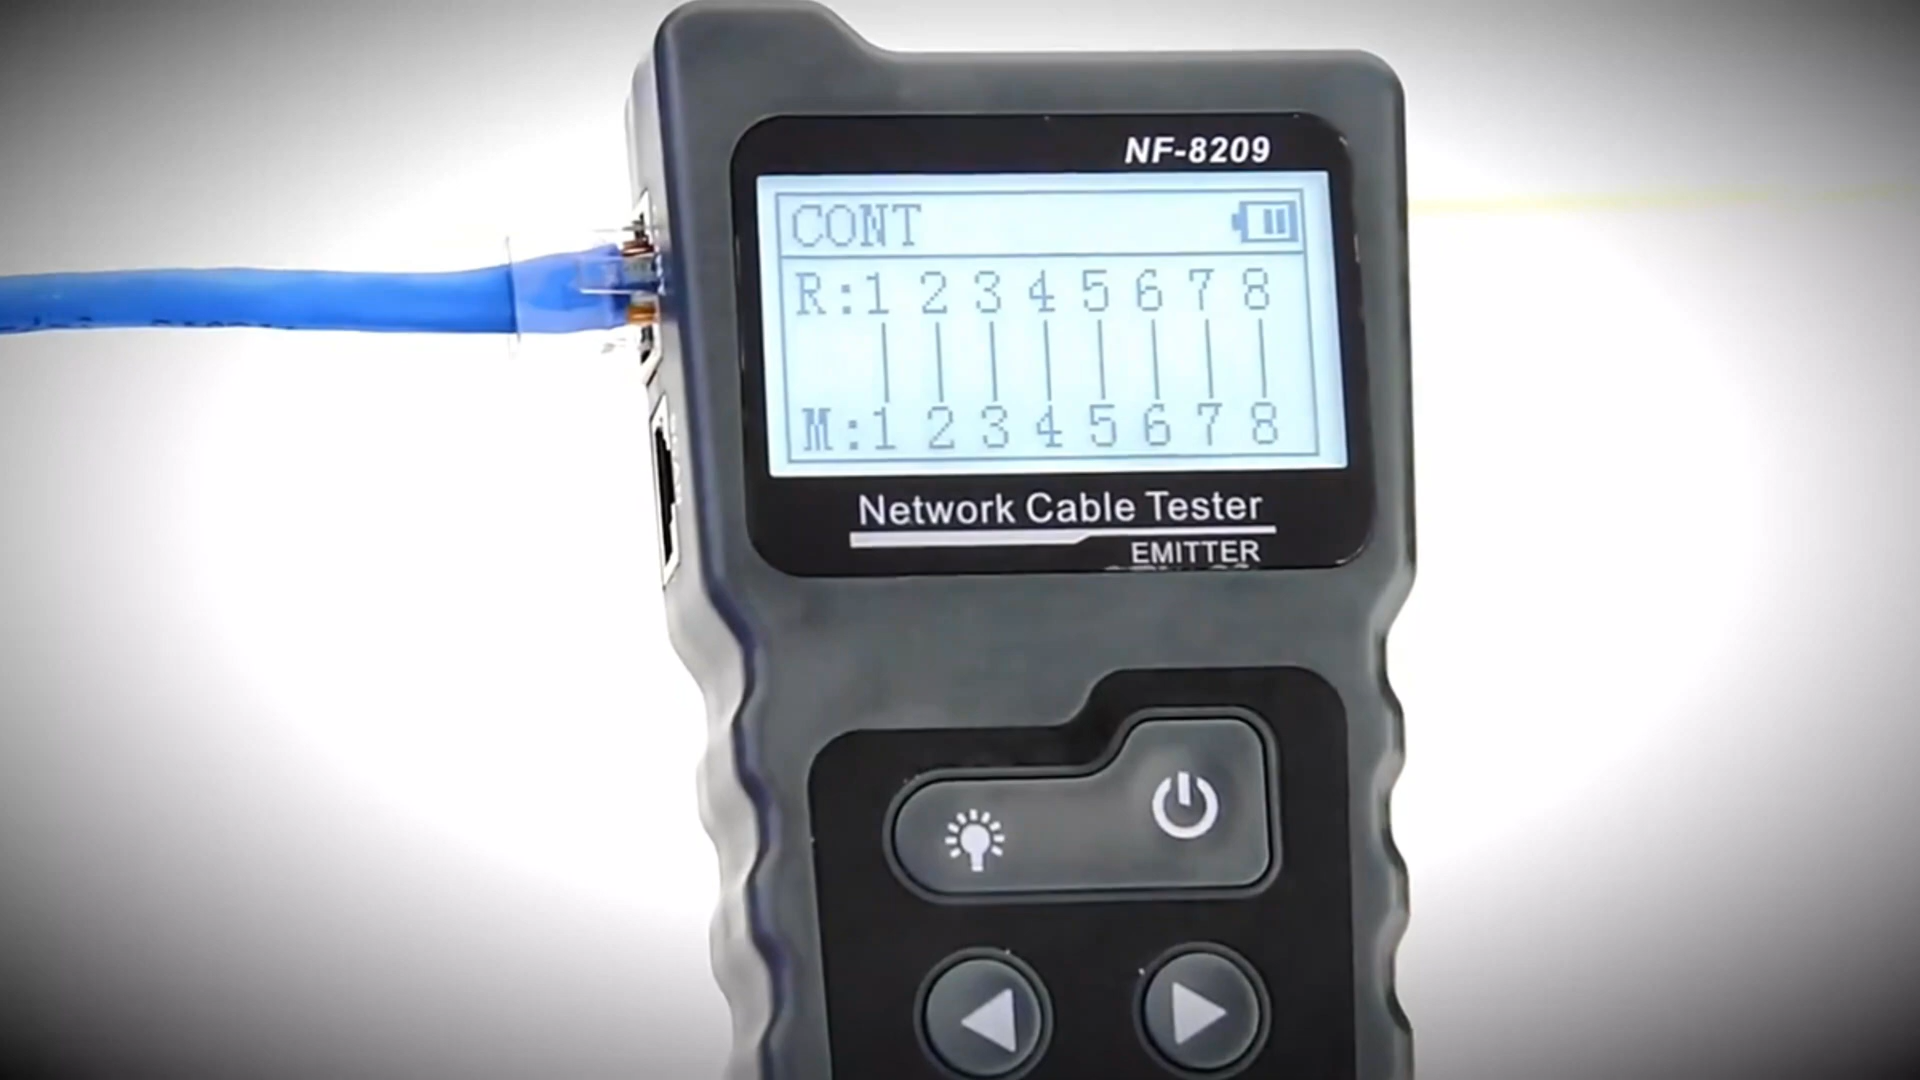 NF-8209
CONT
R:1 2 3 4 5 6 7 8
M:1 2 3 4 5 6 7 8
Network Cable Tester
EMITTER